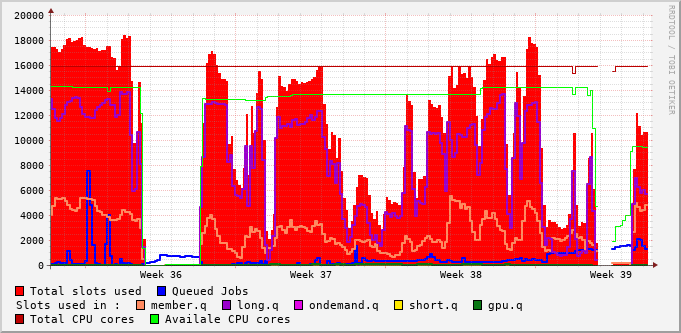 RRDTOOL / TOBI OETIKER
20000
18000
16000
14000
12000
10000
8000
6000
4000
2000
0
Week 36 Week 37 Week 38 Week 39
Total slots used Queued Jobs
Slots used in : member.q long.q ondemand.q short.q gpu.q
Total CPU cores Availale CPU cores